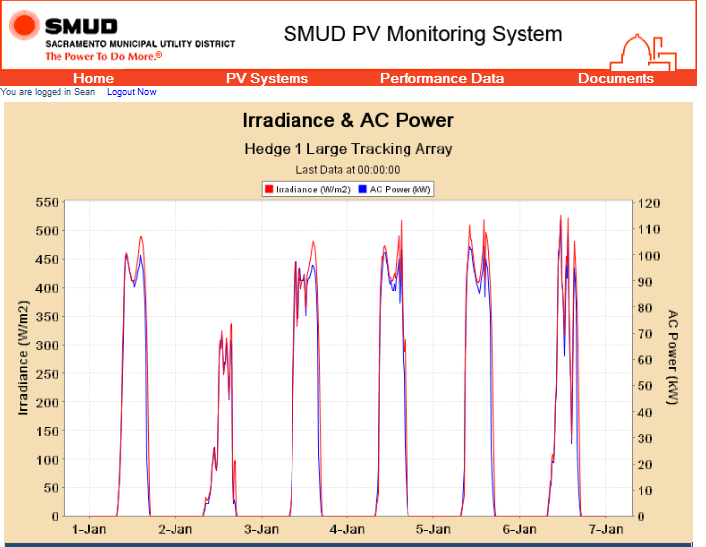 SMUD
SACRAMENTO MUNICIPAL UTILITY DISTRICT
The Power To Do More.®
SMUD PV Monitoring System
Home PV Systems Performance Data Documents
You are logged in Sean Logout Now
Irradiance & AC Power
Hedge 1 Large Tracking Array
Last Data at 00:00:00
Irradiance (W/m2) AC Power (kW)
Irradiance (W/m2)
550
500
450
400
350
300
250
200
150
100
50
0
120
110
100
90
80
70
60
50
40
30
20
10
0
AC Power (kW)
1-Jan 2-Jan 3-Jan 4-Jan 5-Jan 6-Jan 7-Jan